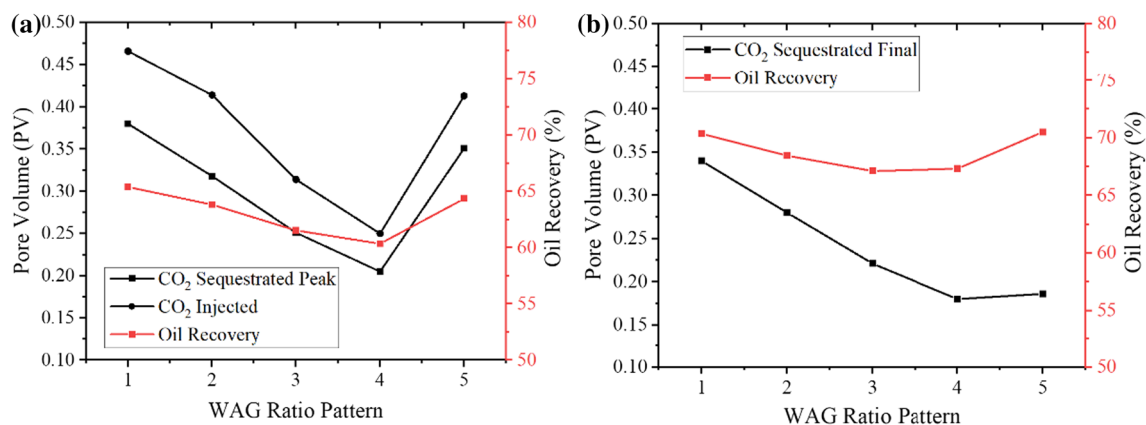 (a)
0.50
0.45
0.40
0.35
0.30
0.25
0.20
0.15
0.10
Pore Volume (PV)
CO₂ Sequestrated Peak
CO₂ Injected
Oil Recovery
80
75
70
65
60
55
50
Oil Recovery (%)
1 2 3 4 5
WAG Ratio Pattern
(b)
0.50
0.45
0.40
0.35
0.30
0.25
0.20
0.15
0.10
Pore Volume (PV)
CO₂ Sequestrated Final
Oil Recovery
80
75
70
65
60
55
50
Oil Recovery (%)
1 2 3 4 5
WAG Ratio Pattern